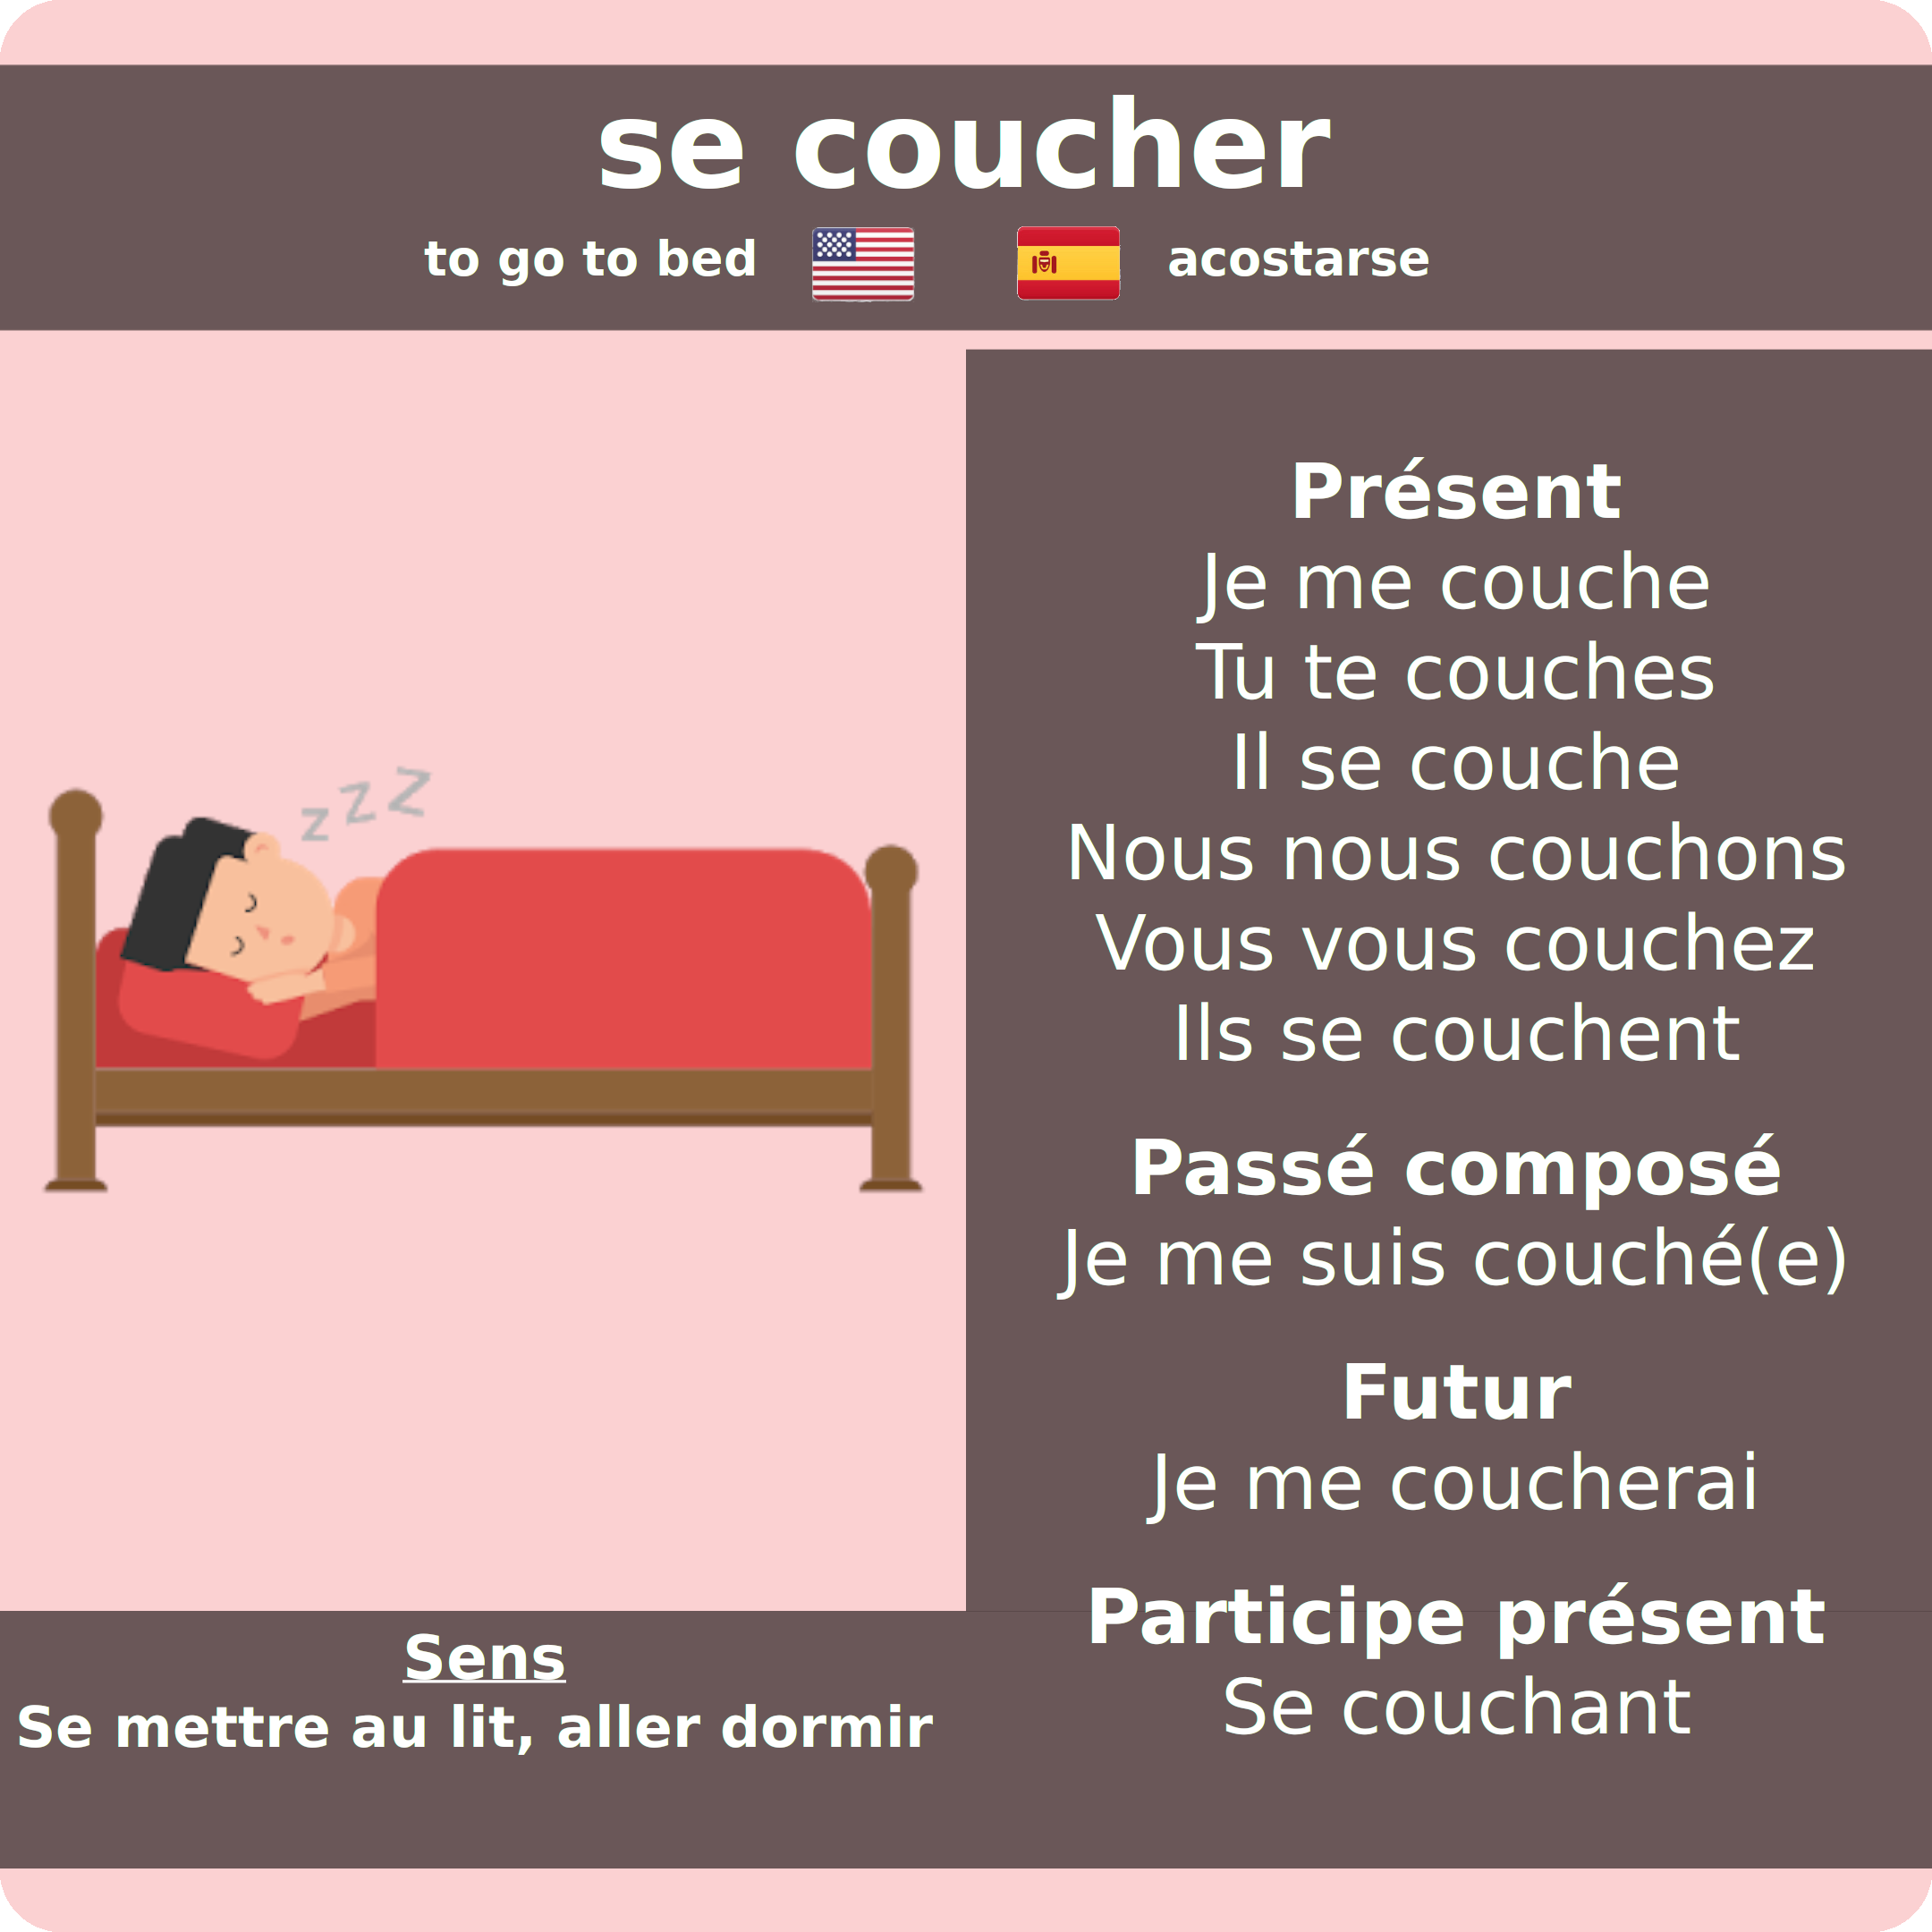 se coucher
to go to bed acostarse
z z z
Présent
Je me couche
Tu te couches
Il se couche
Nous nous couchons
Vous vous couchez
Ils se couchent
Passé composé
Je me suis couché(e)
Futur
Je me coucherai
Participe présent
Se couchant
Sens
Se mettre au lit, aller dormir